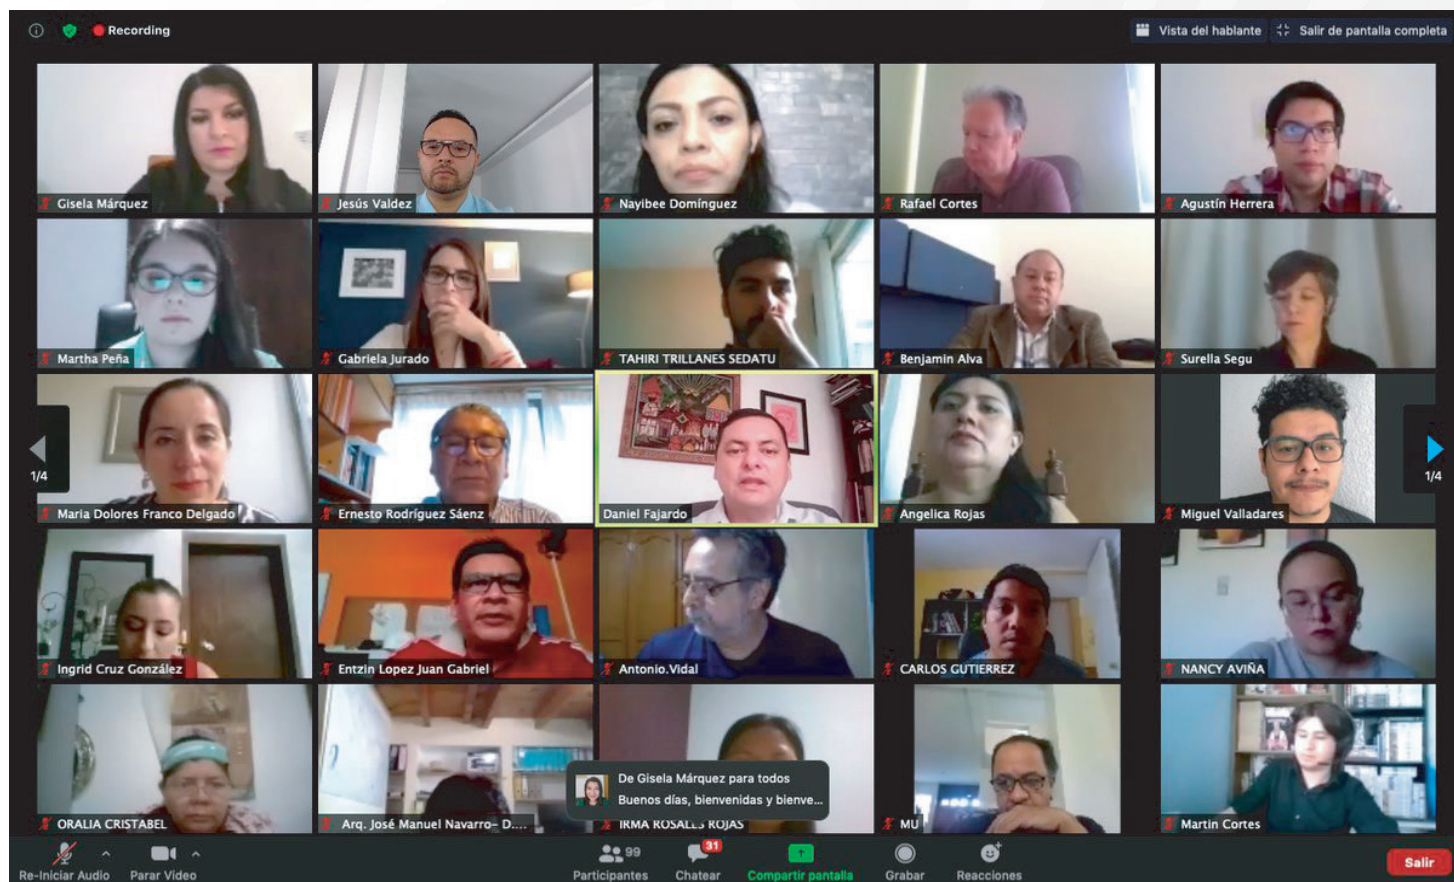 Recording
Vista del hablante
Salir de pantalla completa
Gisela Márquez
Jesús Valdez
Nayibee Domínguez
Rafael Cortes
Agustín Herrera
Martha Peña
Gabriela Jurado
TAHIRI TRILLANES SEDATU
Benjamin Alva
Surella Segu
1/4
1/4
Maria Dolores Franco Delgado
Ernesto Rodríguez Sáenz
Daniel Fajardo
Angelica Rojas
Miguel Valladares
Ingrid Cruz González
Entzin Lopez Juan Gabriel
Antonio.Vidal
CARLOS GUTIERREZ
NANCY AVIÑA
De Gisela Márquez para todos
Buenos días, bienvenidas y bienve...
ORALIA CRISTABEL
Arq. José Manuel Navarro- D....
IRMA ROSALES ROJAS
MU
Martin Cortes
Re-Iniciar Audio
Parar Video
99
Participantes
31
Chatear
Compartir pantalla
Grabar
Reacciones
Salir